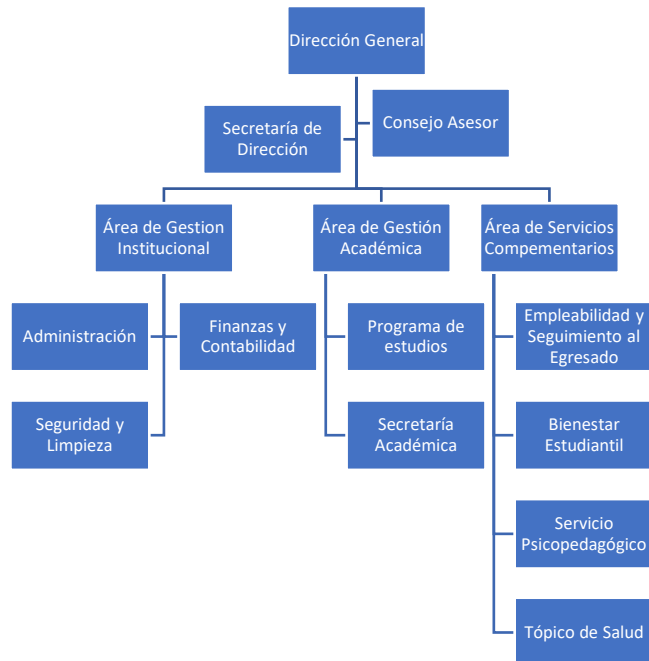 Dirección General
Secretaría de
Dirección
Consejo Asesor
Área de Gestion
Institucional
Área de Gestión
Académica
Área de Servicios
Compementarios
Administración
Finanzas y
Contabilidad
Programa de
estudios
Empleabilidad y
Seguimiento al
Egresado
Seguridad y
Limpieza
Secretaría
Académica
Bienestar
Estudiantil
Servicio
Psicopedagógico
Tópico de Salud